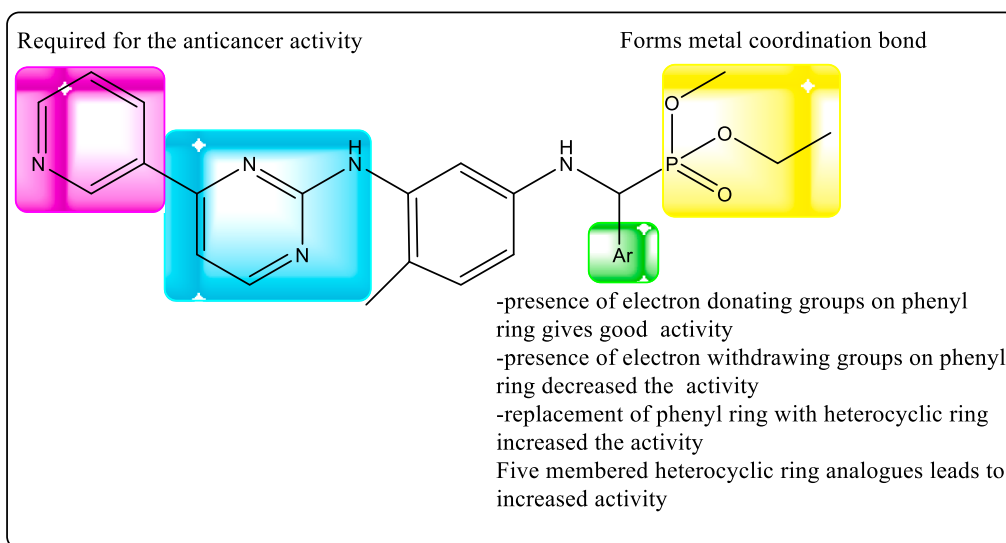 Required for the anticancer activity
Forms metal coordination bond
O
O
P
O
H
N
H
N
N
N
N
Ar
-presence of electron donating groups on phenyl
ring gives good activity
-presence of electron withdrawing groups on phenyl
ring decreased the activity
-replacement of phenyl ring with heterocyclic ring
increased the activity
Five membered heterocyclic ring analogues leads to
increased activity